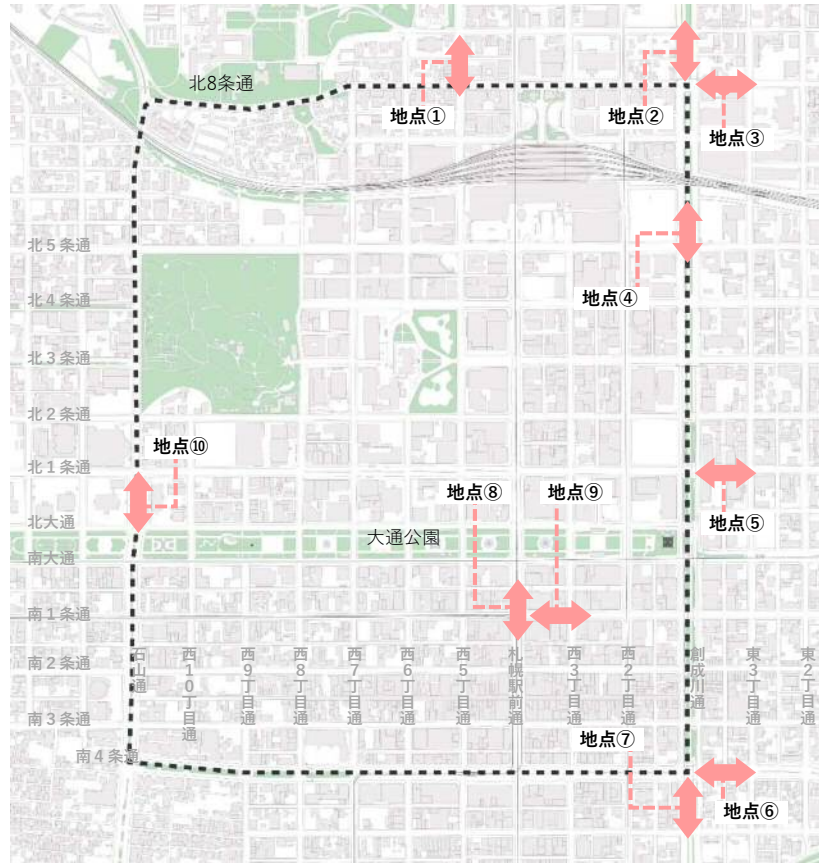 北8条通
地点①
地点②
地点③
北5条通
地点④
北4条通
北3条通
北2条通
北1条通
地点⑩
地点⑧
地点⑨
地点⑤
北大通
大通公園
南大通
南1条通
南2条通
石山通
西10丁目通
西9丁目通
西8丁目通
西7丁目通
西6丁目通
西5丁目通
札幌駅前通
西3丁目通
西2丁目通
創成川通
東3丁目通
東2丁目通
南3条通
地点⑦
南4条通
地点⑥